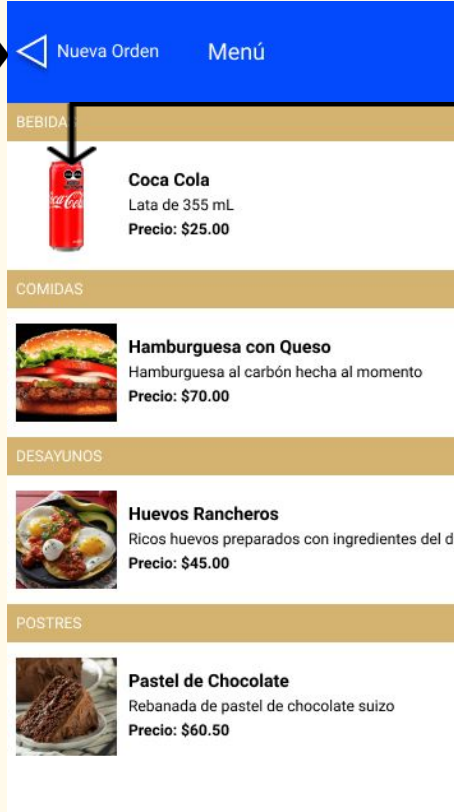 Nueva Orden Menú
BEBIDAS
Coca Cola
Lata de 355 mL
Precio: $25.00
COMIDAS
Hamburguesa con Queso
Hamburguesa al carbón hecha al momento
Precio: $70.00
DESAYUNOS
Huevos Rancheros
Ricos huevos preparados con ingredientes del d
Precio: $45.00
POSTRES
Pastel de Chocolate
Rebanada de pastel de chocolate suizo
Precio: $60.50